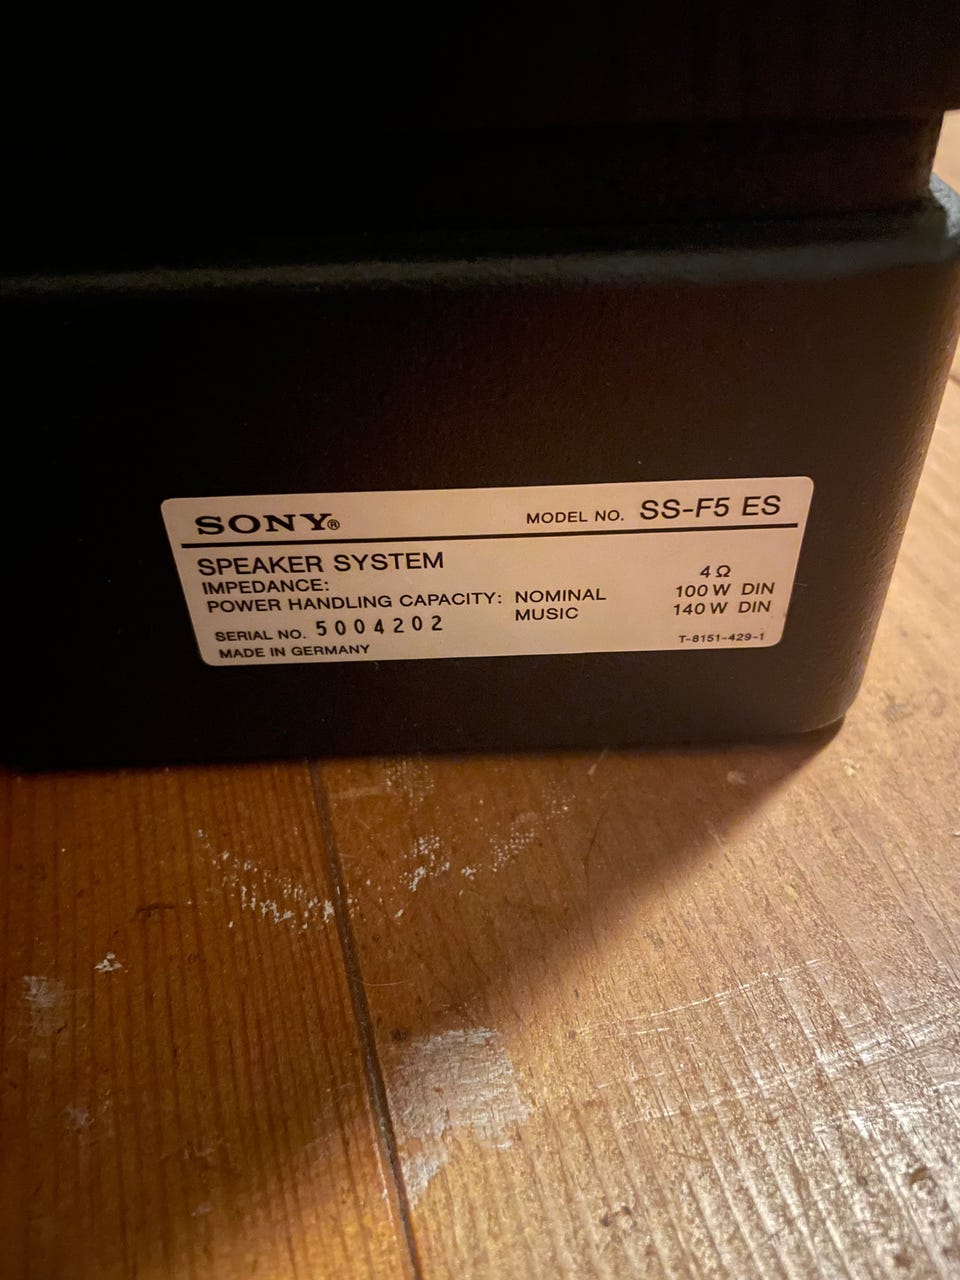 SONY® MODEL NO. SS-F5 ES
SPEAKER SYSTEM
IMPEDANCE: 4Ω
POWER HANDLING CAPACITY: NOMINAL 100 W DIN
MUSIC 140 W DIN
SERIAL NO. 5004202
MADE IN GERMANY T-8151-429-1